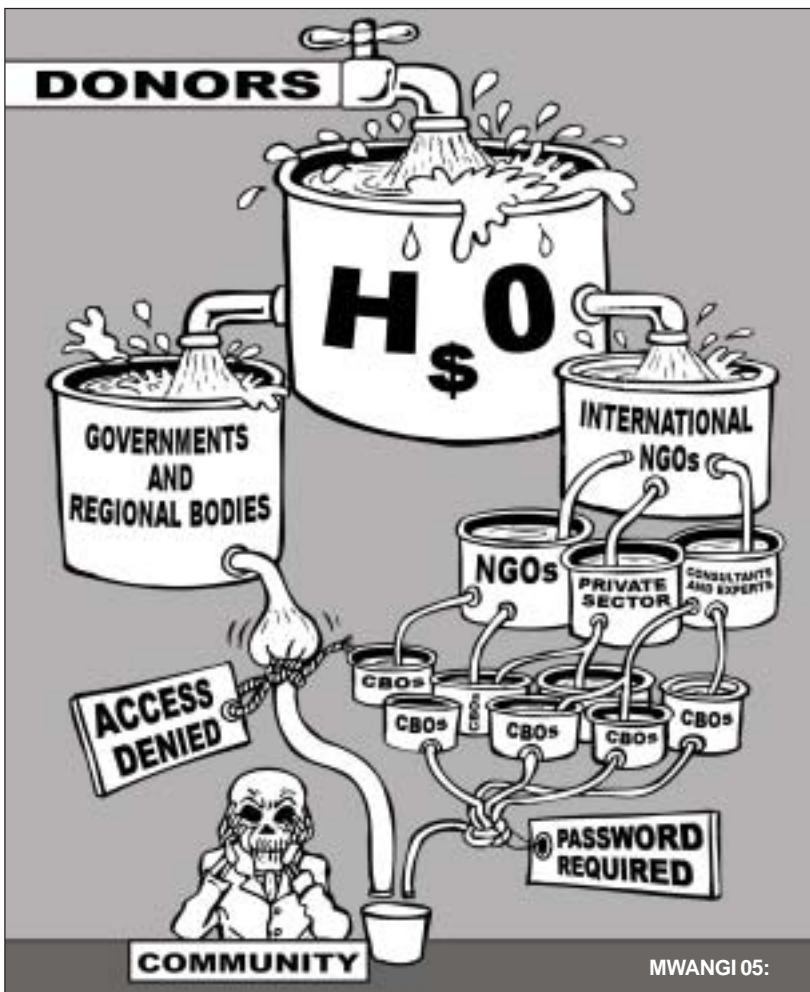 DONORS
H$O
GOVERNMENTS
AND
REGIONAL BODIES
INTERNATIONAL
NGOs
NGOs
PRIVATE
SECTOR
CONSULTANTS
AND EXPERTS
CBOs
CBOs
CBOs
CBOs
CBOs
CBOs
ACCESS
DENIED
PASSWORD
REQUIRED
COMMUNITY
MWANGI 05: